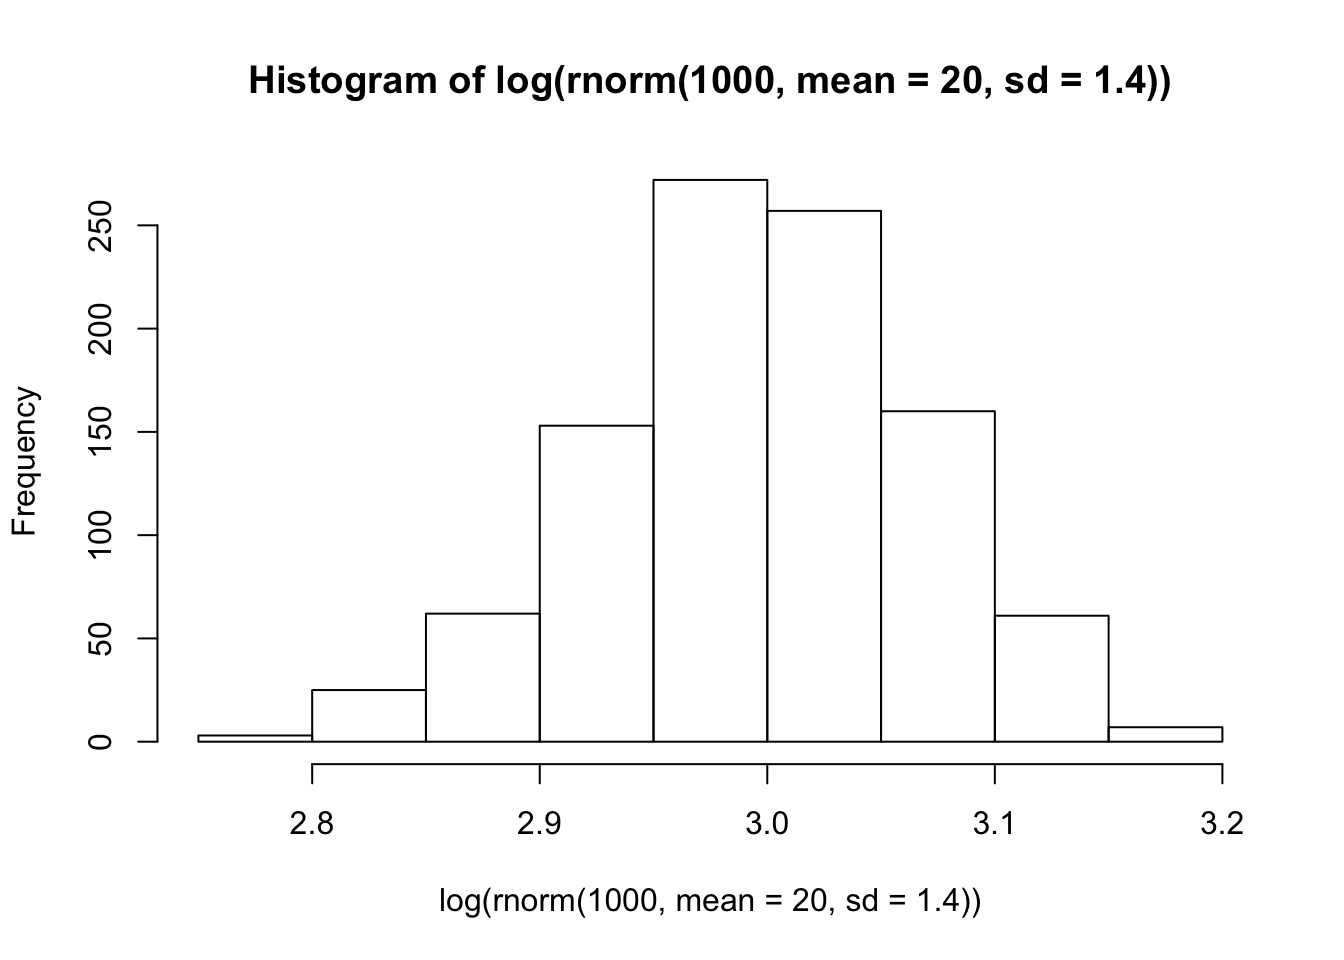 Histogram of log(rnorm(1000, mean = 20, sd = 1.4))
Frequency
250
200
150
100
50
0
2.8 2.9 3.0 3.1 3.2
log(rnorm(1000, mean = 20, sd = 1.4))